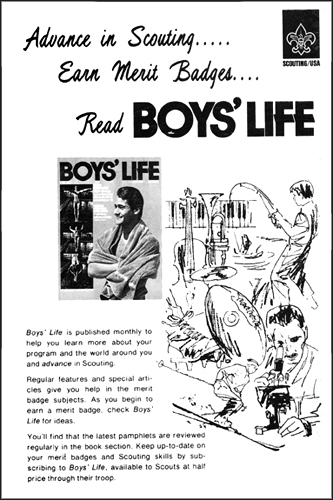 Advance in Scouting.....
Earn Merit Badges....
Read BOYS' LIFE
SCOUTING/USA
BOYS' LIFE
Boys' Life is published monthly to
help you learn more about your
program and the world around you
and advance in Scouting.
Regular features and special arti-
cles give you help in the merit
badge subjects. As you begin to
earn a merit badge, check Boys'
Life for ideas.
You'll find that the latest pamphlets are reviewed
regularly in the book section. Keep up-to-date on
your merit badges and Scouting skills by sub-
scribing to Boys' Life, available to Scouts at half
price through their troop.